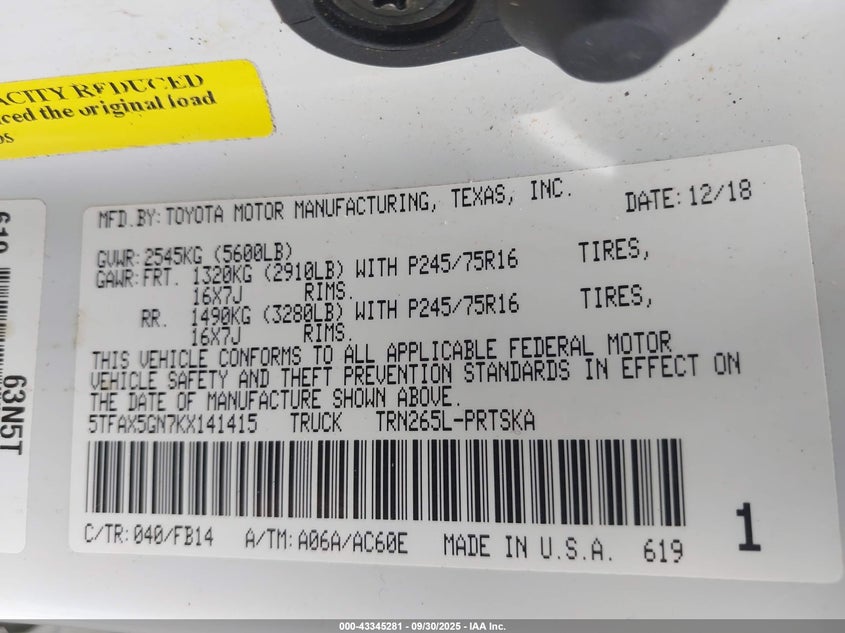 ACITY REDUCED
ced the original load
MFD.BY: TOYOTA MOTOR MANUFACTURING, TEXAS, INC. DATE: 12/18
GVWR: 2545KG (5600LB)
GAWR: FRT. 1320KG (2910LB) WITH P245/75R16 TIRES,
16X7J RIMS.
RR. 1490KG (3280LB) WITH P245/75R16 TIRES,
16X7J RIMS.
THIS VEHICLE CONFORMS TO ALL APPLICABLE FEDERAL MOTOR
VEHICLE SAFETY AND THEFT PREVENTION STANDARDS IN EFFECT ON
THE DATE OF MANUFACTURE SHOWN ABOVE.
5TFAX5GN7KX141415 TRUCK TRN265L-PRTSKA
C/TR: 040/FB14 A/TM: A06A/AC60E MADE IN U.S.A. 619
1
619
63N5T
000-43345281 - 09/30/2025 - IAA Inc.